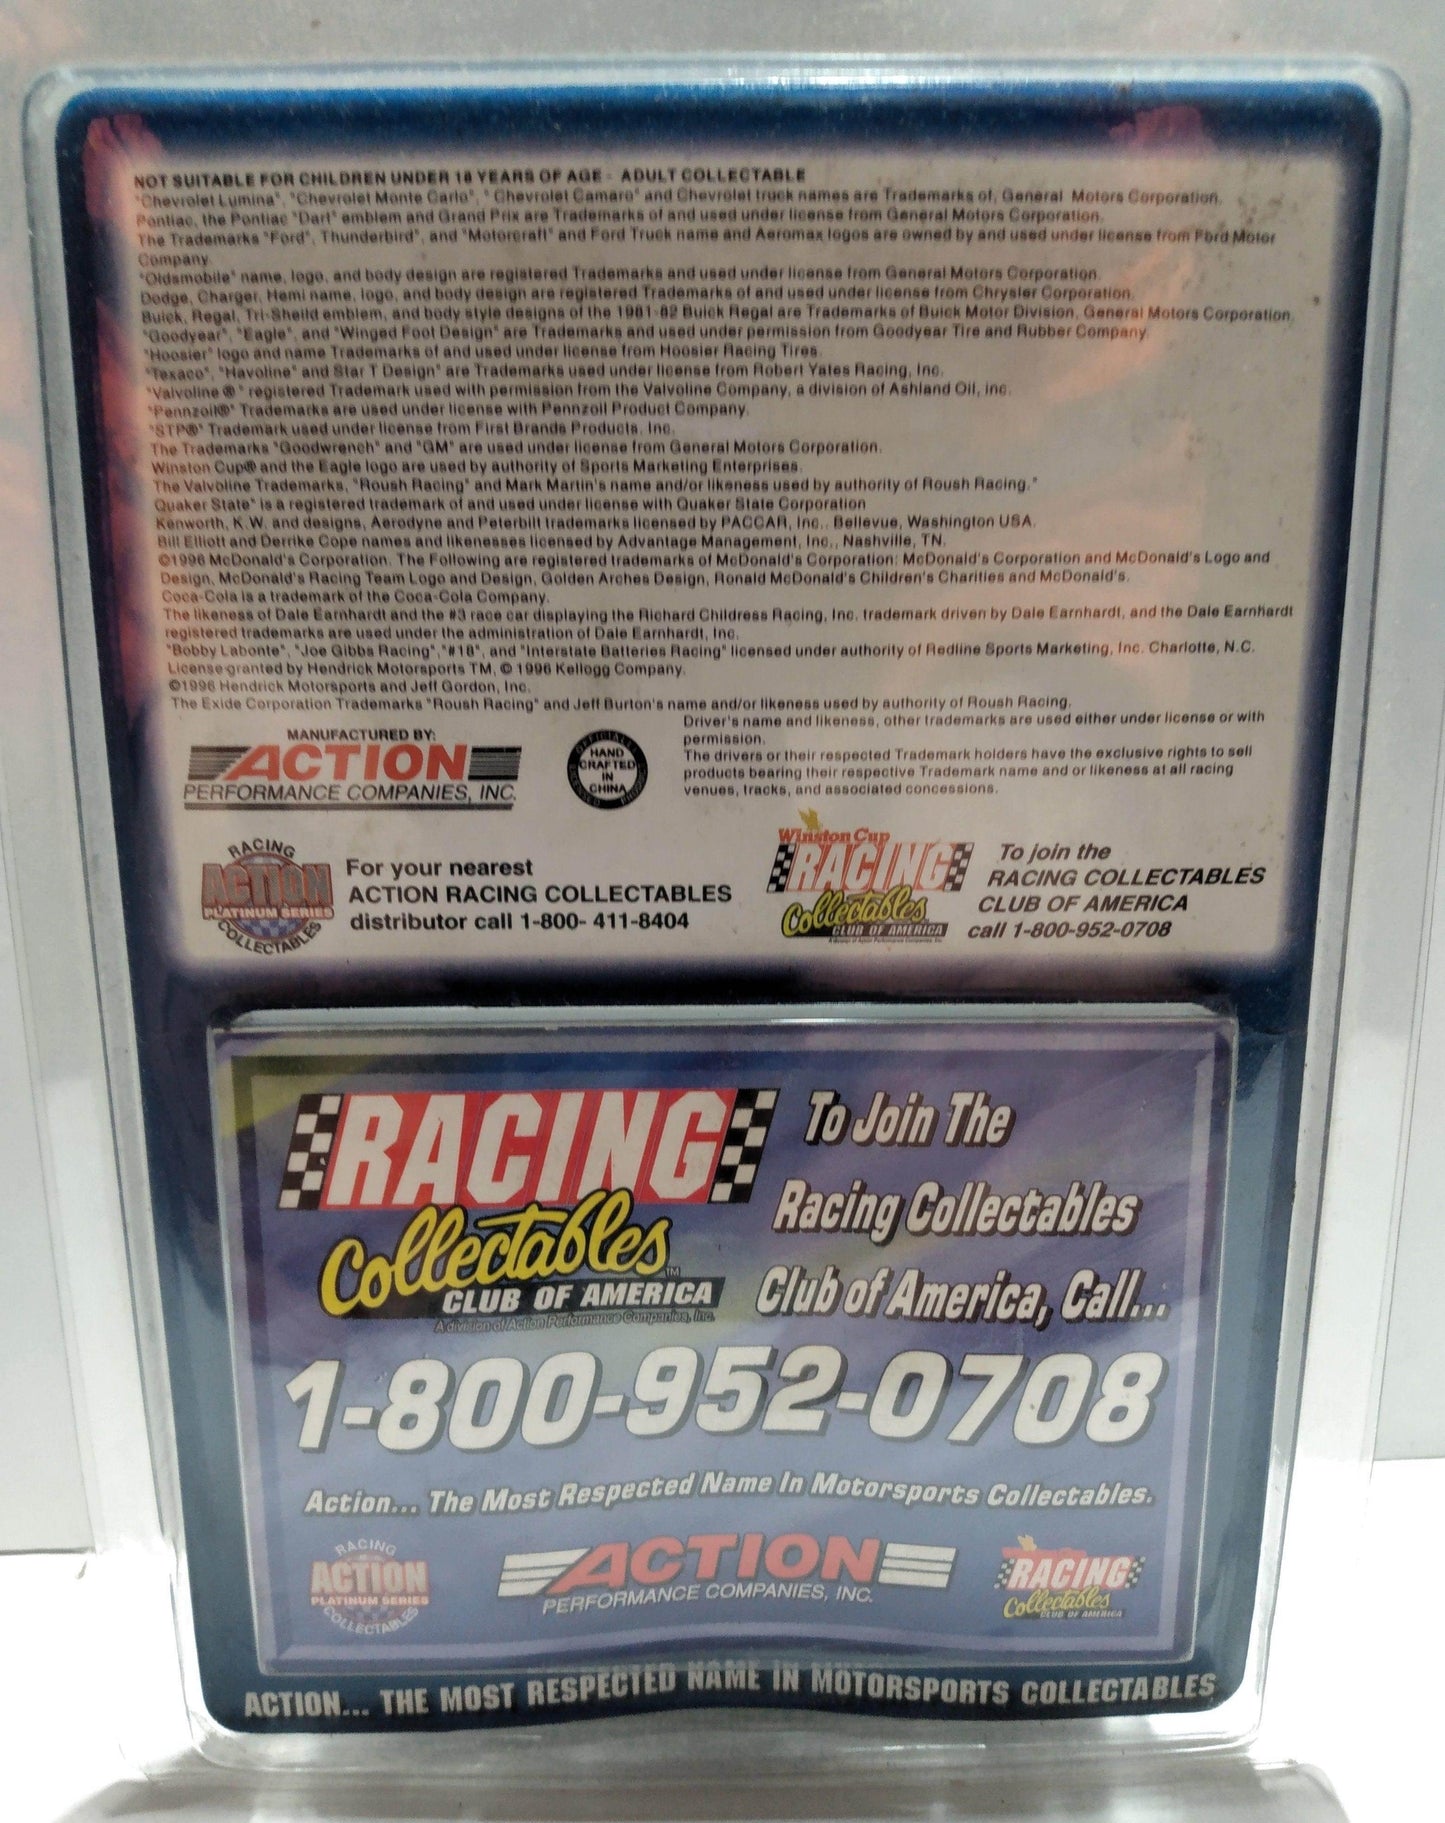 NOT SUITABLE FOR CHILDREN UNDER 18 YEARS OF AGE - ADULT COLLECTABLE
"Chevrolet Lumina", "Chevrolet Monte Carlo", " Chevrolet Camaro" and Chevrolet truck names are Trademarks of, General Motors Corporation.
Pontiac, the Pontiac "Dart" emblem and Grand Prix are Trademarks of and used under license from General Motors Corporation.
The Trademarks "Ford", Thunderbird", and "Motorcraft" and Ford Truck name and Aeromax logos are owned by and used under license from Ford Motor
Company.
"Oldsmobile" name, logo, and body design are registered Trademarks and used under license from General Motors Corporation.
Dodge, Charger, Hemi name, logo, and body design are registered Trademarks of and used under license from Chrysler Corporation.
Buick, Regal, Tri-Sheild emblem, and body style designs of the 1981-82 Buick Regal are Trademarks of Buick Motor Division, General Motors Corporation.
"Goodyear", "Eagle", and "Winged Foot Design" are Trademarks and used under permission from Goodyear Tire and Rubber Company.
"Hoosier" logo and name Trademarks of and used under license from Hoosier Racing Tires.
"Texaco", "Havoline" and Star T Design" are Trademarks used under license from Robert Yates Racing, Inc.
"Valvoline ®" registered Trademark used with permission from the Valvoline Company, a division of Ashland Oil, inc.
"Pennzoil®" Trademarks are used under license with Pennzoil Product Company.
"STP®" Trademark used under license from First Brands Products, Inc.
The Trademarks "Goodwrench" and "GM" are used under license from General Motors Corporation.
Winston Cup® and the Eagle logo are used by authority of Sports Marketing Enterprises.
The Valvoline Trademarks, "Roush Racing" and Mark Martin's name and/or likeness used by authority of Roush Racing."
Quaker State" is a registered trademark of and used under license with Quaker State Corporation
Kenworth, K.W. and designs, Aerodyne and Peterbilt trademarks licensed by PACCAR, Inc., Bellevue, Washington USA.
Bill Elliott and Derrike Cope names and likenesses licensed by Advantage Management, Inc., Nashville, TN.
©1996 McDonald's Corporation. The Following are registered trademarks of McDonald's Corporation: McDonald's Corporation and McDonald's Logo and
Design, McDonald's Racing Team Logo and Design, Golden Arches Design, Ronald McDonald's Children's Charities and McDonald's.
Coca-Cola is a trademark of the Coca-Cola Company.
The likeness of Dale Earnhardt and the #3 race car displaying the Richard Childress Racing, Inc. trademark driven by Dale Earnhardt, and the Dale Earnhardt
registered trademarks are used under the administration of Dale Earnhardt, Inc.
"Bobby Labonte", "Joe Gibbs Racing","#18", and "Interstate Batteries Racing" licensed under authority of Redline Sports Marketing, Inc. Charlotte, N.C.
License granted by Hendrick Motorsports TM, © 1996 Kellogg Company.
©1996 Hendrick Motorsports and Jeff Gordon, Inc.
The Exide Corporation Trademarks "Roush Racing" and Jeff Burton's name and/or likeness used by authority of Roush Racing.
Driver's name and likeness, other trademarks are used either under license or with
permission.
The drivers or their respected Trademark holders have the exclusive rights to sell
products bearing their respective Trademark name and or likeness at all racing
venues, tracks, and associated concessions.
MANUFACTURED BY:
ACTION
PERFORMANCE COMPANIES, INC.
OFFICIALLY
HAND
CRAFTED
IN
CHINA
RACING
ACTION
PLATINUM SERIES
COLLECTABLES
For your nearest
ACTION RACING COLLECTABLES
distributor call 1-800- 411-8404
Winston Cup
RACING
Collectables
CLUB OF AMERICA
A division of Action Performance Companies, Inc.
To join the
RACING COLLECTABLES
CLUB OF AMERICA
call 1-800-952-0708
RACING
Collectables
TM
CLUB OF AMERICA
A division of Action Performance Companies, Inc.
To Join The
Racing Collectables
Club of America, Call...
1-800-952-0708
Action... The Most Respected Name In Motorsports Collectables.
RACING
ACTION
PLATINUM SERIES
COLLECTABLES
ACTION
PERFORMANCE COMPANIES, INC.
RACING
Collectables
CLUB OF AMERICA
ACTION... THE MOST RESPECTED NAME IN MOTORSPORTS COLLECTABLES